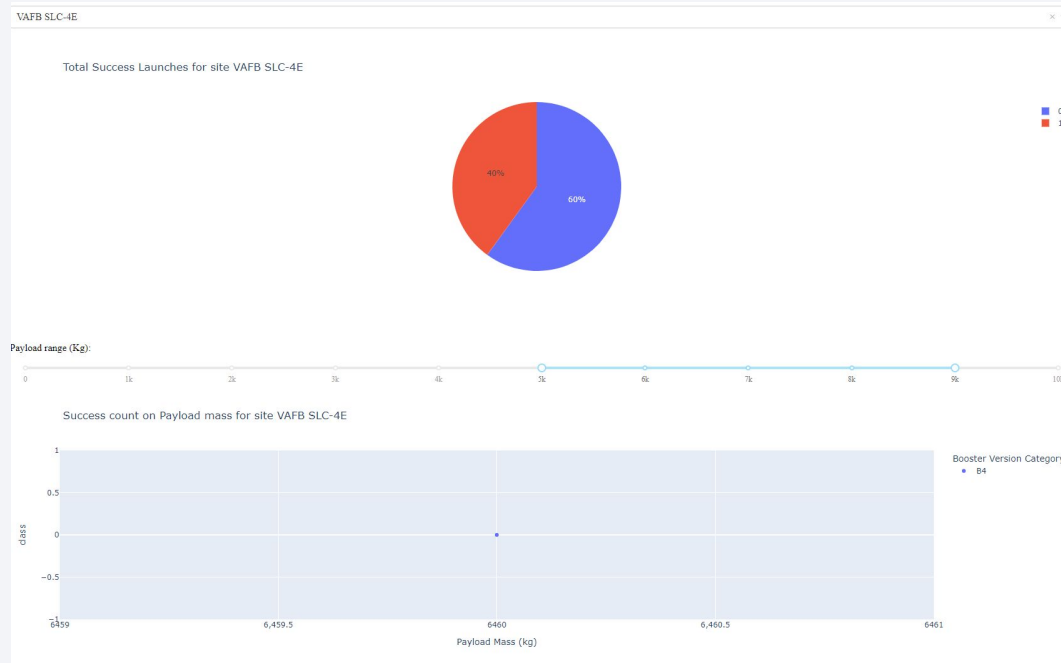 VAFB SLC-4E ×
Total Success Launches for site VAFB SLC-4E
0
1
40%
60%
Payload range (Kg):
0 1k 2k 3k 4k 5k 6k 7k 8k 9k
Success count on Payload mass for site VAFB SLC-4E
Booster Version Category
B4
1
0.5
class
0
−0.5
−1
6459 6,459.5 6460 6,460.5 6461
Payload Mass (kg)